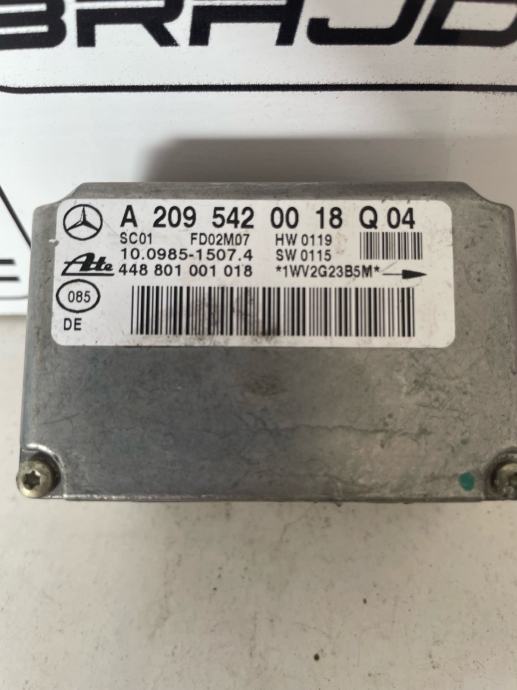 BRAJD
A 209 542 00 18 Q 04
SC01 FD02M07 HW 0119
10.0985-1507.4 SW 0115
Ate 448 801 001 018 *1WV2G23B5M*
085
DE